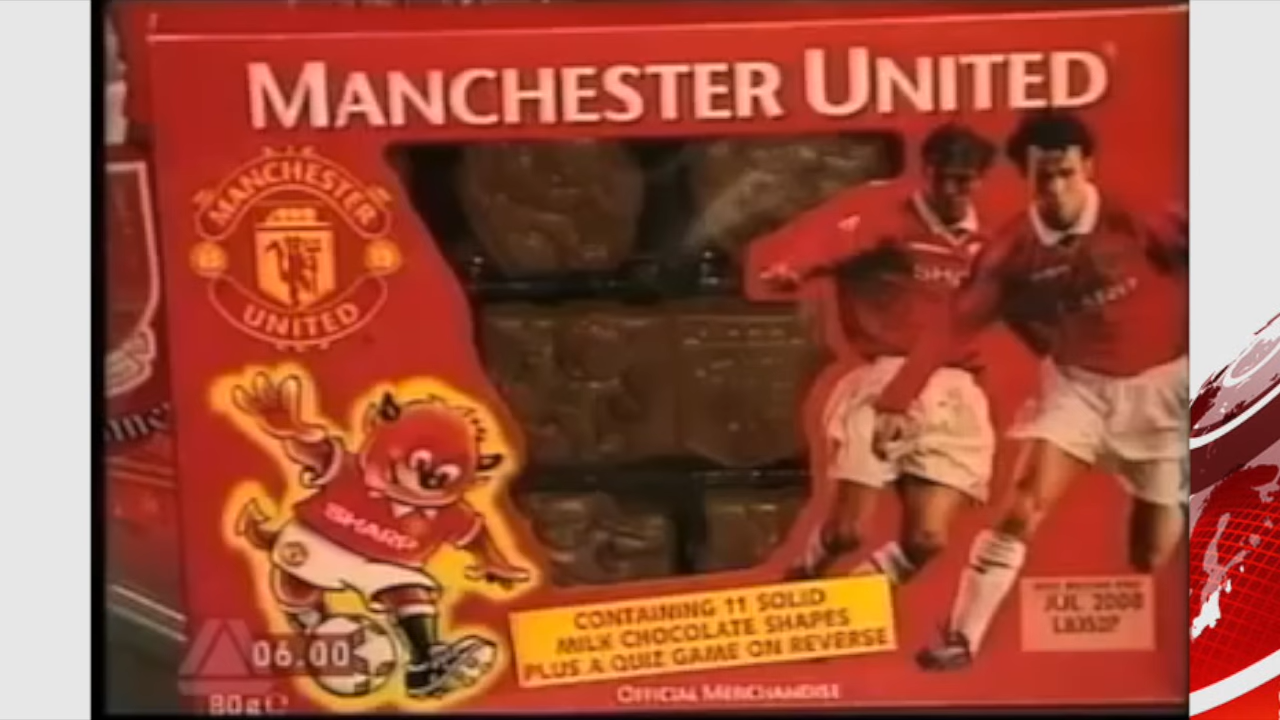 MANCHESTER UNITED
MANCHESTER
UNITED
SHARP
CONTAINING 11 SOLID
MILK CHOCOLATE SHAPES
PLUS A QUIZ GAME ON REVERSE
JUL 2000
06.00
80g e
OFFICIAL MERCHANDISE